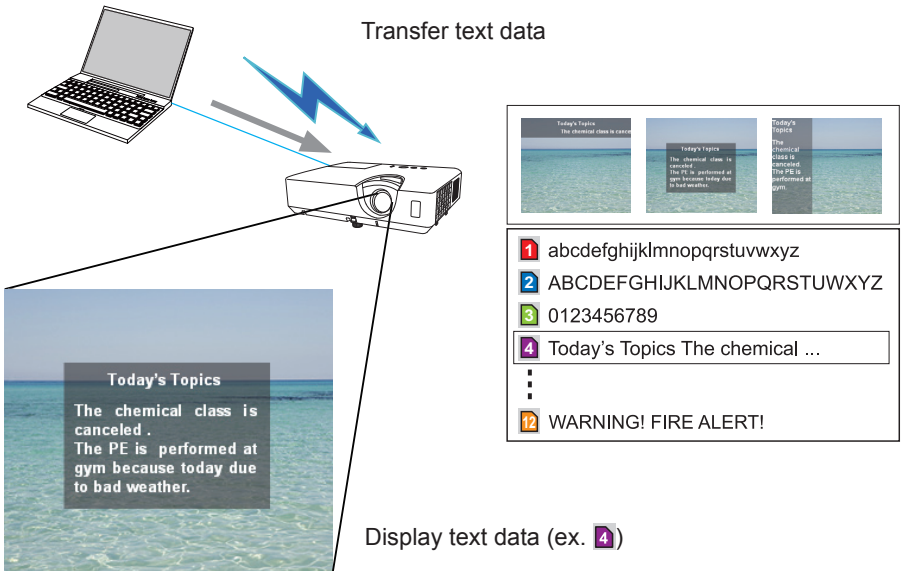 Transfer text data
Today's Topics
The chemical class is cance
Today's Topics
The chemical class is
canceled .
The PE is performed at
gym because today due
to bad weather.
Today's
Topics
The
chemical
class is
canceled.
The PE is
performed at
gym.
1 abcdefghijklmnopqrstuvwxyz
2 ABCDEFGHIJKLMNOPQRSTUWXYZ
3 0123456789
4 Today's Topics The chemical ...
12 WARNING! FIRE ALERT!
Today's Topics
The chemical class is
canceled .
The PE is performed at
gym because today due
to bad weather.
Display text data (ex. 4)